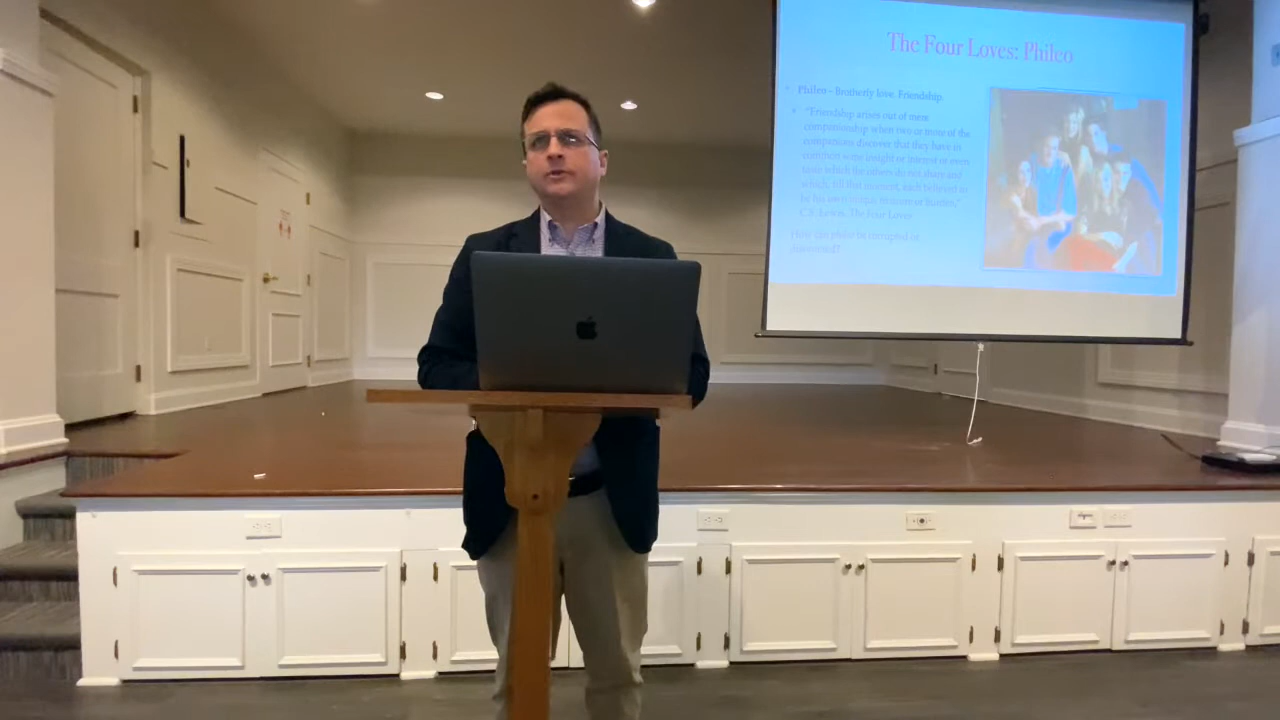 The Four Loves: Phileo
Phileo – Brotherly love. Friendship.
"Friendship arises out of mere
companionship when two or more of the
companions discover that they have in
common some insight or interest or even
taste which the others do not share and
which, till that moment, each believed to
be his own unique treasure or burden."
C.S. Lewis, The Four Loves
How can phileo be corrupted or
distorted?